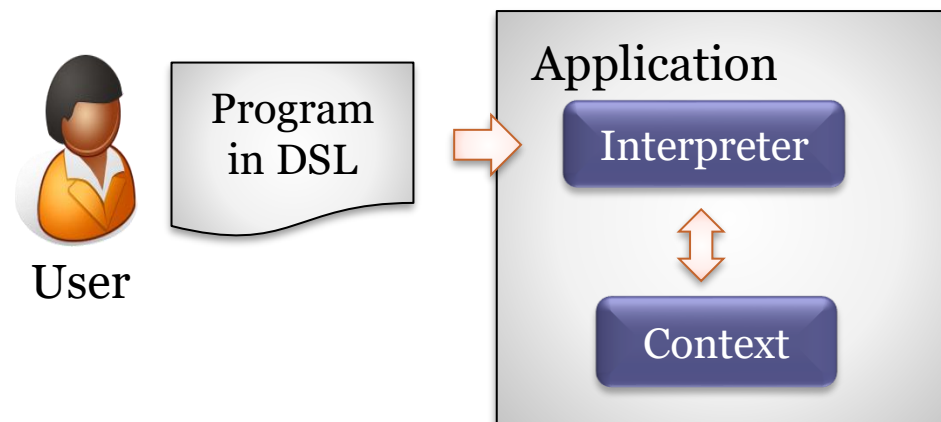 Program
in DSL
User
Application
Interpreter
Context